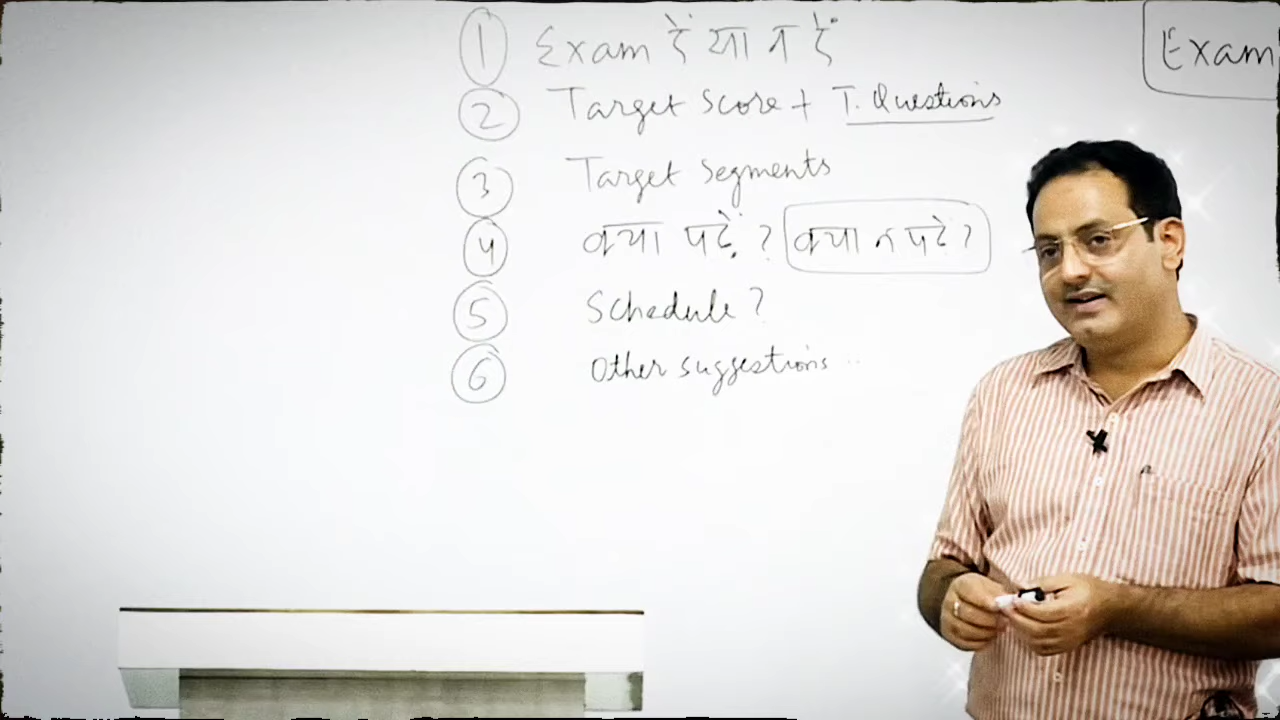 1 Exam दें या न दें
Exam
2 Target Score + T. Questions
3 Target Segments
4 क्या पढ़ें ? क्या न पढें ?
5 Schedule ?
6 Other suggestions ..